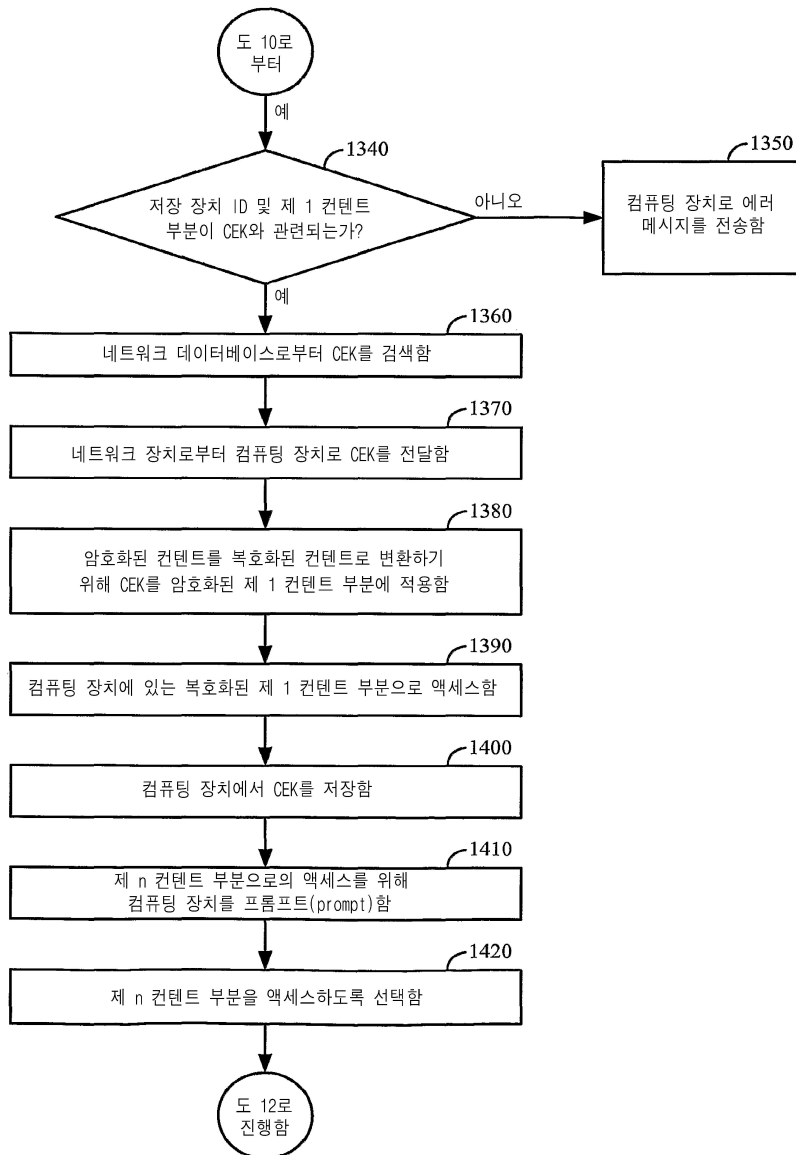 도 10로
부터
예
1340
저장 장치 ID 및 제 1 컨텐트
부분이 CEK와 관련되는가?
아니오
1350
컴퓨팅 장치로 에러
메시지를 전송함
예
1360
네트워크 데이터베이스로부터 CEK를 검색함
1370
네트워크 장치로부터 컴퓨팅 장치로 CEK를 전달함
1380
암호화된 컨텐트를 복호화된 컨텐트로 변환하기
위해 CEK를 암호화된 제 1 컨텐트 부분에 적용함
1390
컴퓨팅 장치에 있는 복호화된 제 1 컨텐트 부분으로 액세스함
1400
컴퓨팅 장치에서 CEK를 저장함
1410
제 n 컨텐트 부분으로의 액세스를 위해
컴퓨팅 장치를 프롬프트(prompt)함
1420
제 n 컨텐트 부분을 액세스하도록 선택함
도 12로
진행함